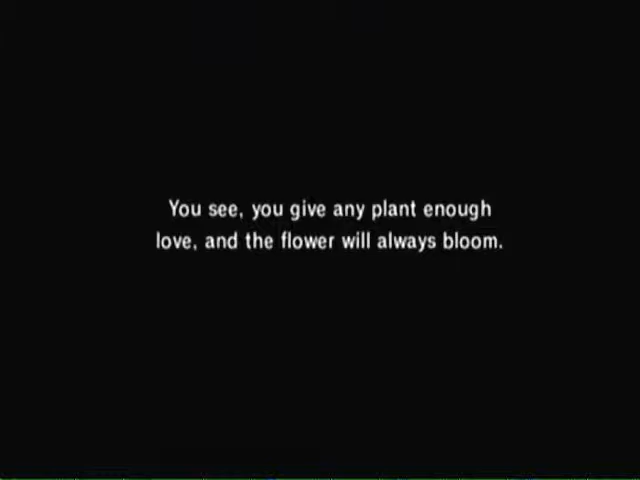 You see, you give any plant enough
love, and the flower will always bloom.